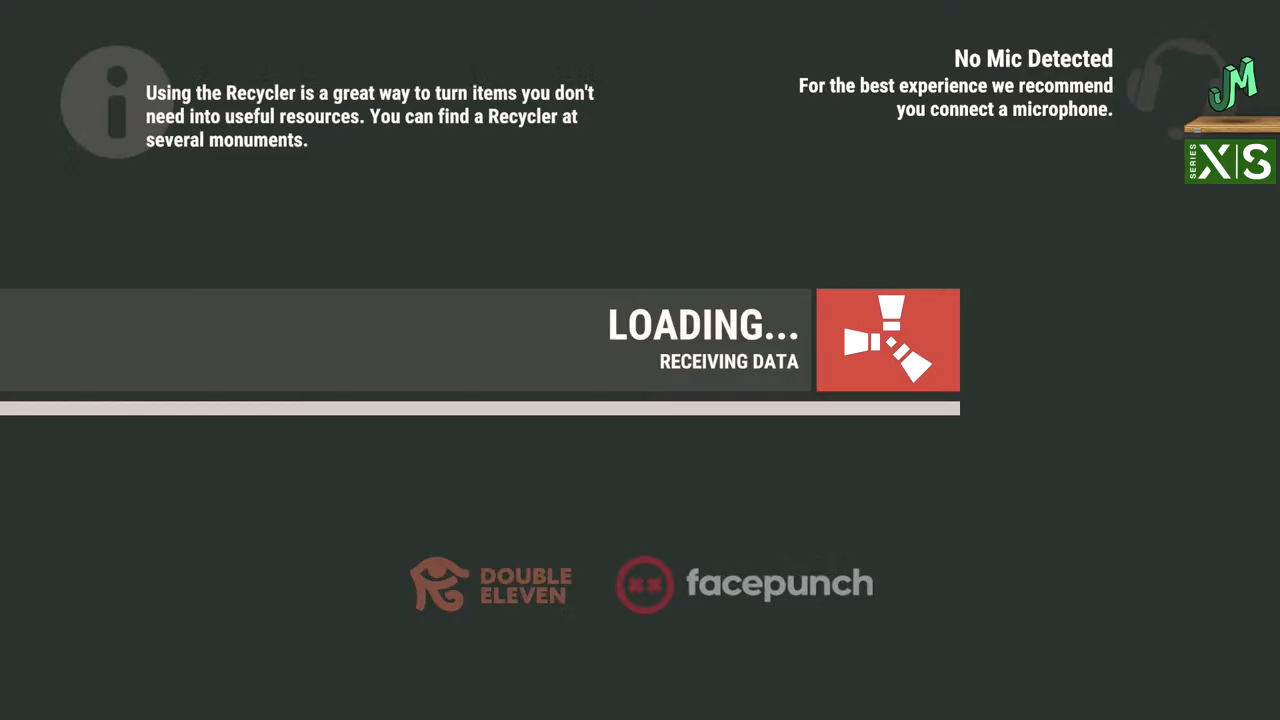 Using the Recycler is a great way to turn items you don't
need into useful resources. You can find a Recycler at
several monuments.
No Mic Detected
For the best experience we recommend
you connect a microphone.
JM
SERIES X|S
LOADING...
RECEIVING DATA
DOUBLE
ELEVEN
facepunch